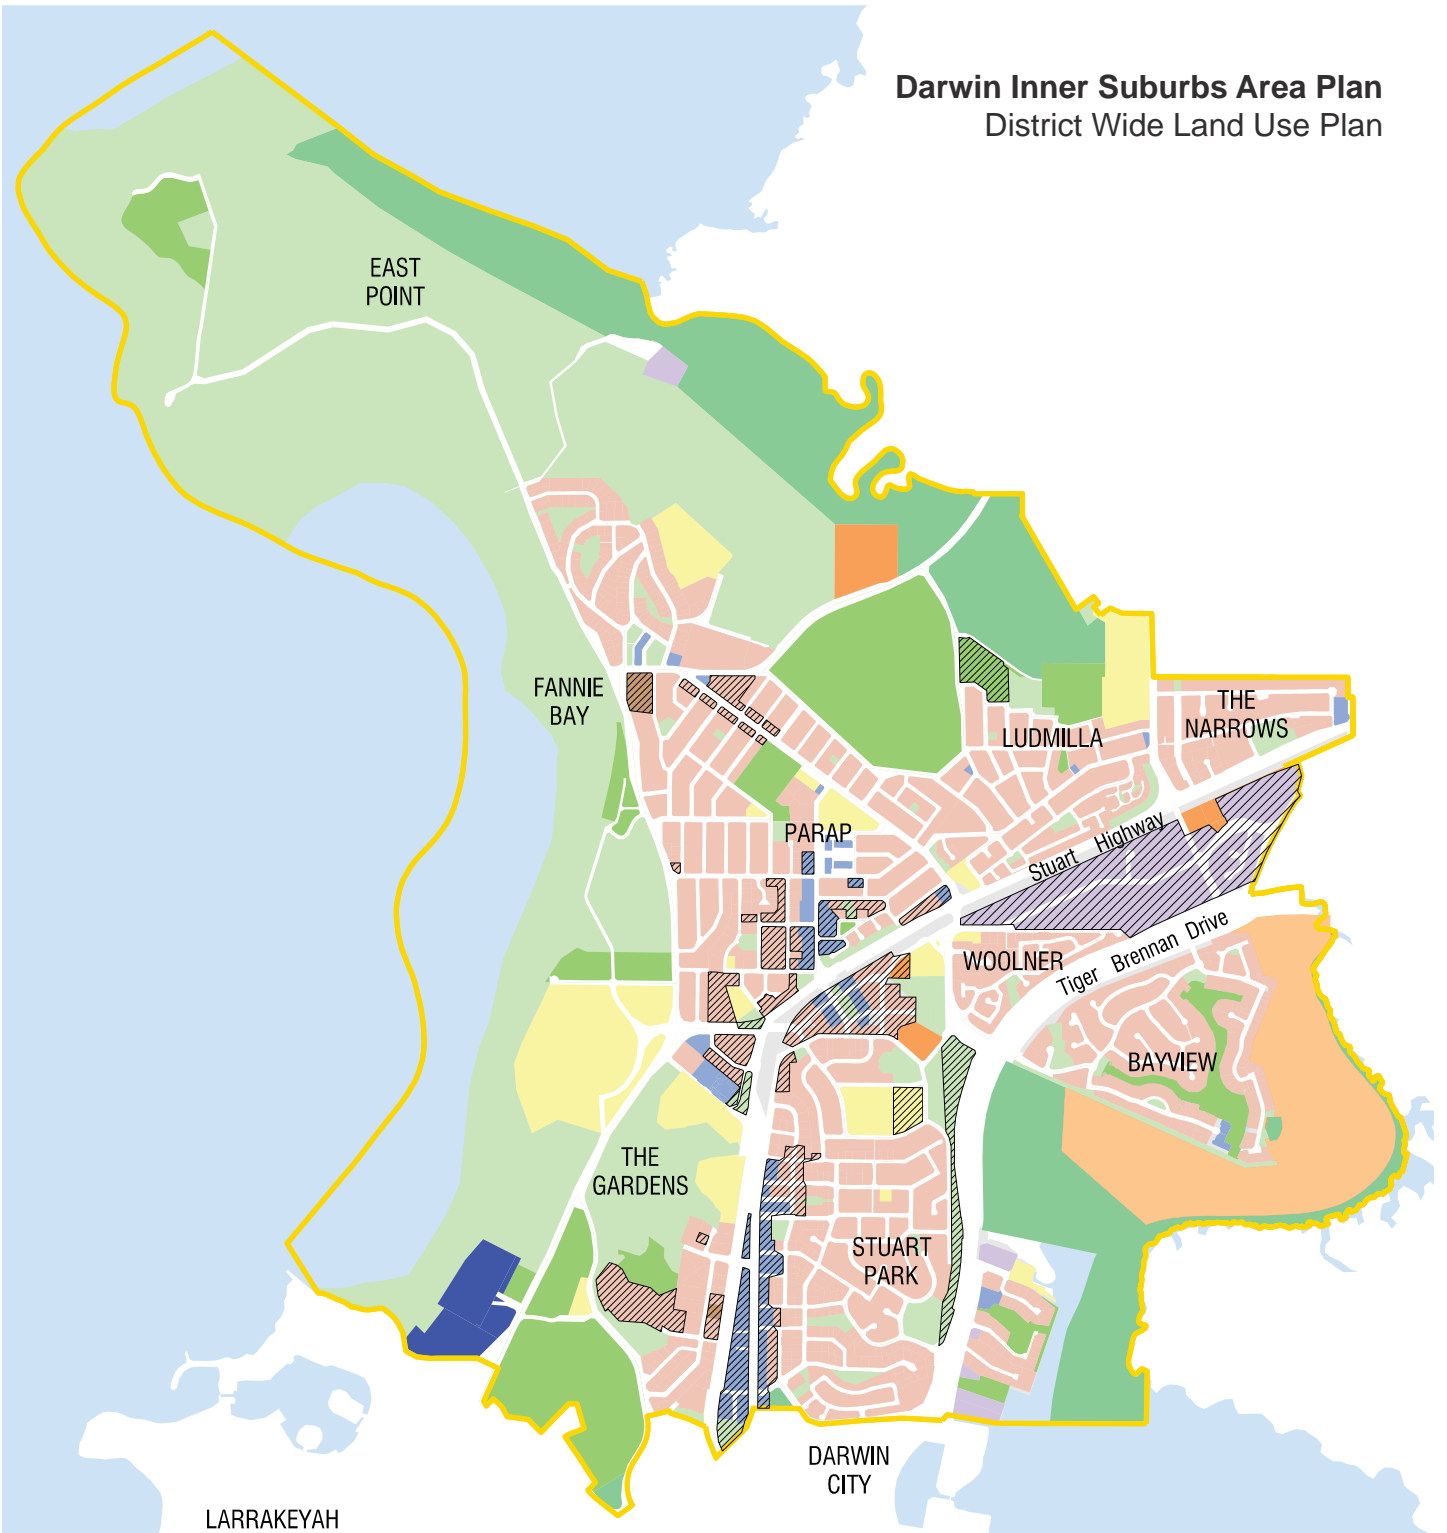 Darwin Inner Suburbs Area Plan
District Wide Land Use Plan
EAST
POINT
FANNIE
BAY
THE
NARROWS
LUDMILLA
PARAP
Stuart Highway
WOOLNER
Tiger Brennan Drive
BAYVIEW
THE
GARDENS
STUART
PARK
DARWIN
CITY
LARRAKEYAH